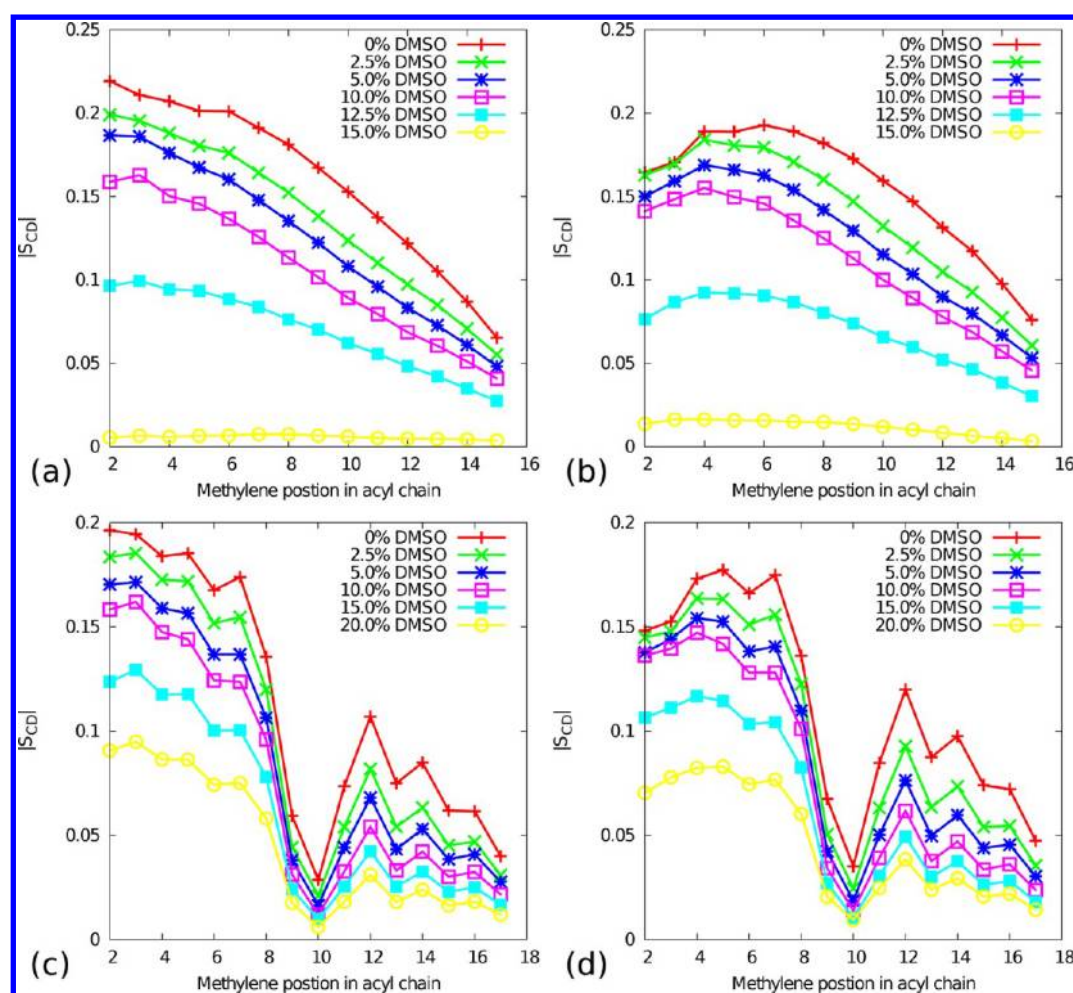 0.25
0.2
0.15
0.1
0.05
0
|S_CD|
0% DMSO
2.5% DMSO
5.0% DMSO
10.0% DMSO
12.5% DMSO
15.0% DMSO
2 4 6 8 10 12 14 16
(a)
Methylene postion in acyl chain
0.25
0.2
0.15
0.1
0.05
0
|S_CD|
0% DMSO
2.5% DMSO
5.0% DMSO
10.0% DMSO
12.5% DMSO
15.0% DMSO
2 4 6 8 10 12 14 16
(b)
Methylene postion in acyl chain
0.2
0.15
0.1
0.05
0
|S_CD|
0% DMSO
2.5% DMSO
5.0% DMSO
10.0% DMSO
15.0% DMSO
20.0% DMSO
2 4 6 8 10 12 14 16 18
(c)
Methylene postion in acyl chain
0.2
0.15
0.1
0.05
0
|S_CD|
0% DMSO
2.5% DMSO
5.0% DMSO
10.0% DMSO
15.0% DMSO
20.0% DMSO
2 4 6 8 10 12 14 16 18
(d)
Methylene postion in acyl chain